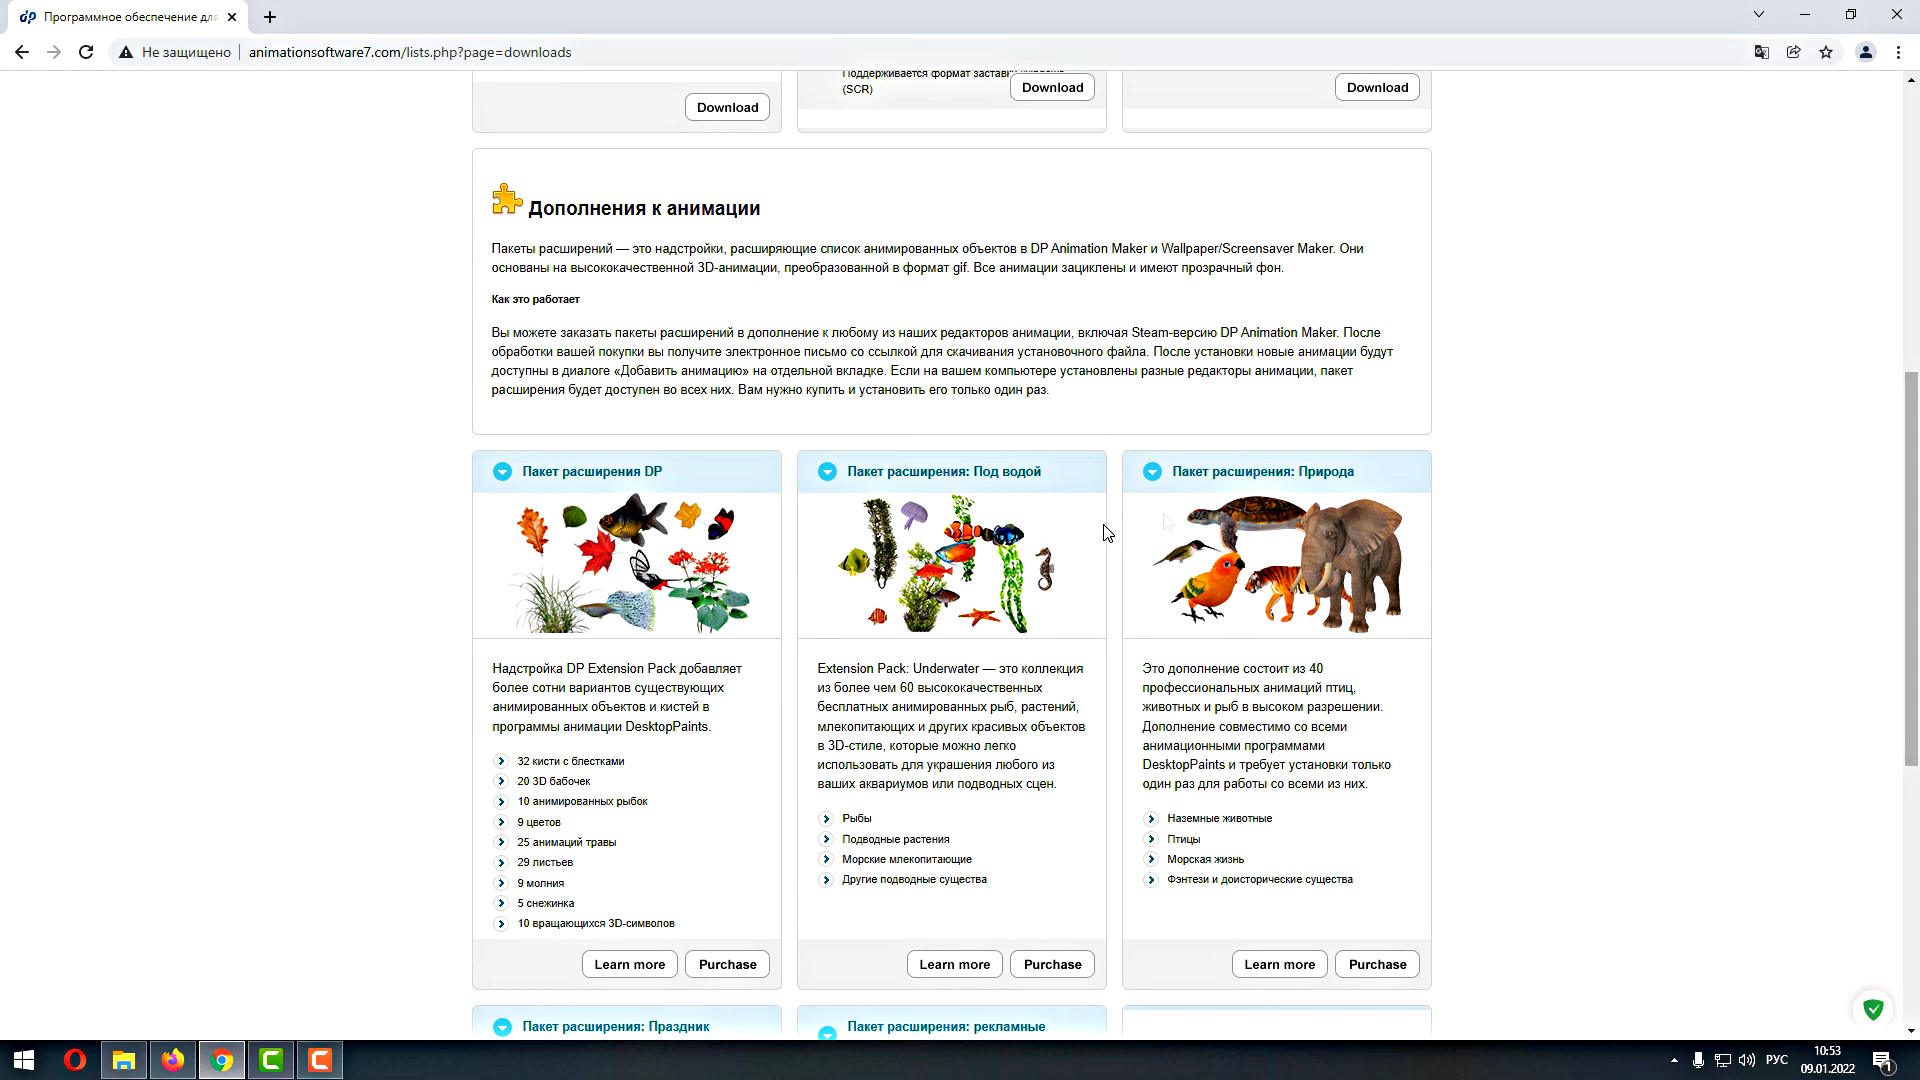 Программное обеспечение для
Не защищено
animationsoftware7.com/lists.php?page=downloads
Download
(SCR)
Download
Download
Дополнения к анимации
Пакеты расширений — это надстройки, расширяющие список анимированных объектов в DP Animation Maker и Wallpaper/Screensaver Maker. Они
основаны на высококачественной 3D-анимации, преобразованной в формат gif. Все анимации зациклены и имеют прозрачный фон.
Как это работает
Вы можете заказать пакеты расширений в дополнение к любому из наших редакторов анимации, включая Steam-версию DP Animation Maker. После
обработки вашей покупки вы получите электронное письмо со ссылкой для скачивания установочного файла. После установки новые анимации будут
доступны в диалоге «Добавить анимацию» на отдельной вкладке. Если на вашем компьютере установлены разные редакторы анимации, пакет
расширения будет доступен во всех них. Вам нужно купить и установить его только один раз.
Пакет расширения DP
Надстройка DP Extension Pack добавляет
более сотни вариантов существующих
анимированных объектов и кистей в
программы анимации DesktopPaints.
32 кисти с блестками
20 3D бабочек
10 анимированных рыбок
9 цветов
25 анимаций травы
29 листьев
9 молния
5 снежинка
10 вращающихся 3D-символов
Learn more
Purchase
Пакет расширения: Под водой
Extension Pack: Underwater — это коллекция
из более чем 60 высококачественных
бесплатных анимированных рыб, растений,
млекопитающих и других красивых объектов
в 3D-стиле, которые можно легко
использовать для украшения любого из
ваших аквариумов или подводных сцен.
Рыбы
Подводные растения
Морские млекопитающие
Другие подводные существа
Learn more
Purchase
Пакет расширения: Природа
Это дополнение состоит из 40
профессиональных анимаций птиц,
животных и рыб в высоком разрешении.
Дополнение совместимо со всеми
анимационными программами
DesktopPaints и требует установки только
один раз для работы со всеми из них.
Наземные животные
Птицы
Морская жизнь
Фэнтези и доисторические существа
Learn more
Purchase
Пакет расширения: Праздник
Пакет расширения: рекламные
РУС
10:53
09.01.2022
1